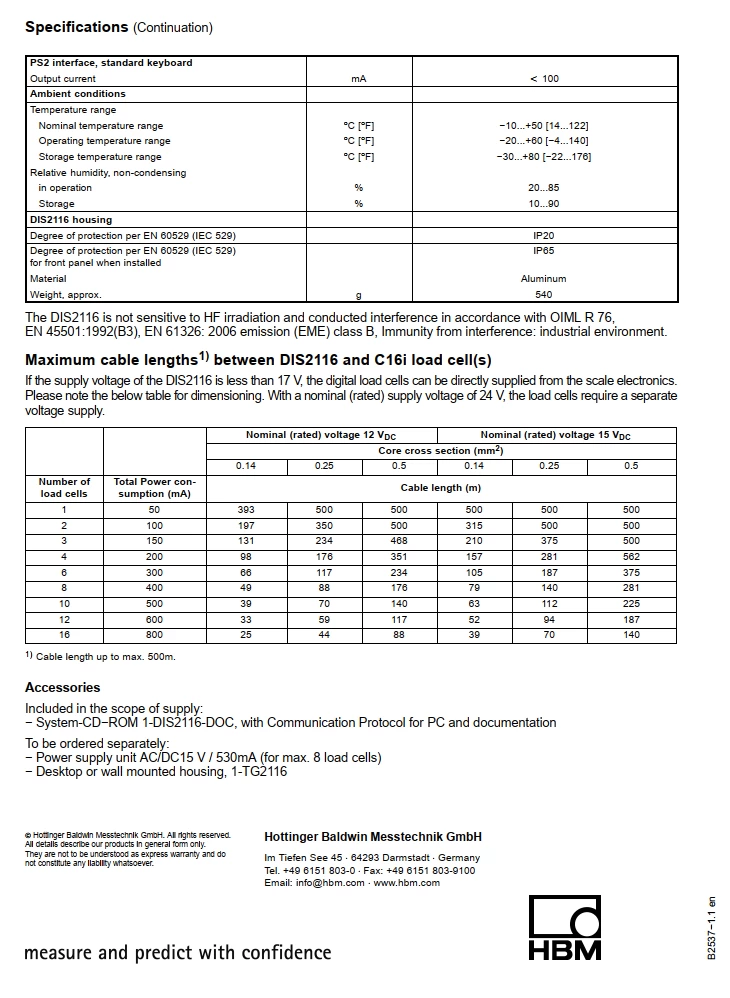 Specifications (Continuation)
PS2 interface, standard keyboard
Output current mA < 100
Ambient conditions
Temperature range
Nominal temperature range °C [°F] −10...+50 [14...122]
Operating temperature range °C [°F] −20...+60 [−4...140]
Storage temperature range °C [°F] −30...+80 [−22...176]
Relative humidity, non-condensing
in operation % 20...85
Storage % 10...90
DIS2116 housing
Degree of protection per EN 60529 (IEC 529) IP20
Degree of protection per EN 60529 (IEC 529) IP65
for front panel when installed
Material Aluminum
Weight, approx. g 540
The DIS2116 is not sensitive to HF irradiation and conducted interference in accordance with OIML R 76,
EN 45501:1992(B3), EN 61326: 2006 emission (EME) class B, Immunity from interference: industrial environment.
Maximum cable lengths1) between DIS2116 and C16i load cell(s)
If the supply voltage of the DIS2116 is less than 17 V, the digital load cells can be directly supplied from the scale electronics.
Please note the below table for dimensioning. With a nominal (rated) supply voltage of 24 V, the load cells require a separate
voltage supply.
Nominal (rated) voltage 12 VDC Nominal (rated) voltage 15 VDC
Core cross section (mm2)
0.14 0.25 0.5 0.14 0.25 0.5
Number of Total Power con-
load cells sumption (mA) Cable length (m)
1 50 393 500 500 500 500 500
2 100 197 350 500 315 500 500
3 150 131 234 468 210 375 500
4 200 98 176 351 157 281 562
6 300 66 117 234 105 187 375
8 400 49 88 176 79 140 281
10 500 39 70 140 63 112 225
12 600 33 59 117 52 94 187
16 800 25 44 88 39 70 140
1) Cable length up to max. 500m.
Accessories
Included in the scope of supply:
− System-CD−ROM 1-DIS2116-DOC, with Communication Protocol for PC and documentation
To be ordered separately:
− Power supply unit AC/DC15 V / 530mA (for max. 8 load cells)
− Desktop or wall mounted housing, 1-TG2116
© Hottinger Baldwin Messtechnik GmbH. All rights reserved.
All details describe our products in general form only.
They are not to be understood as express warranty and do
not constitute any liability whatsoever.
Hottinger Baldwin Messtechnik GmbH
Im Tiefen See 45 · 64293 Darmstadt · Germany
Tel. +49 6151 803-0 · Fax: +49 6151 803-9100
Email: info@hbm.com · www.hbm.com
measure and predict with confidence
HBM
B2537−1.1 en